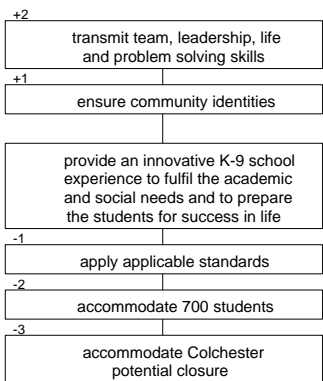 +2
transmit team, leadership, life
and problem solving skills
+1
ensure community identities
provide an innovative K-9 school
experience to fulfil the academic
and social needs and to prepare
the students for success in life
-1
apply applicable standards
-2
accommodate 700 students
-3
accommodate Colchester
potential closure